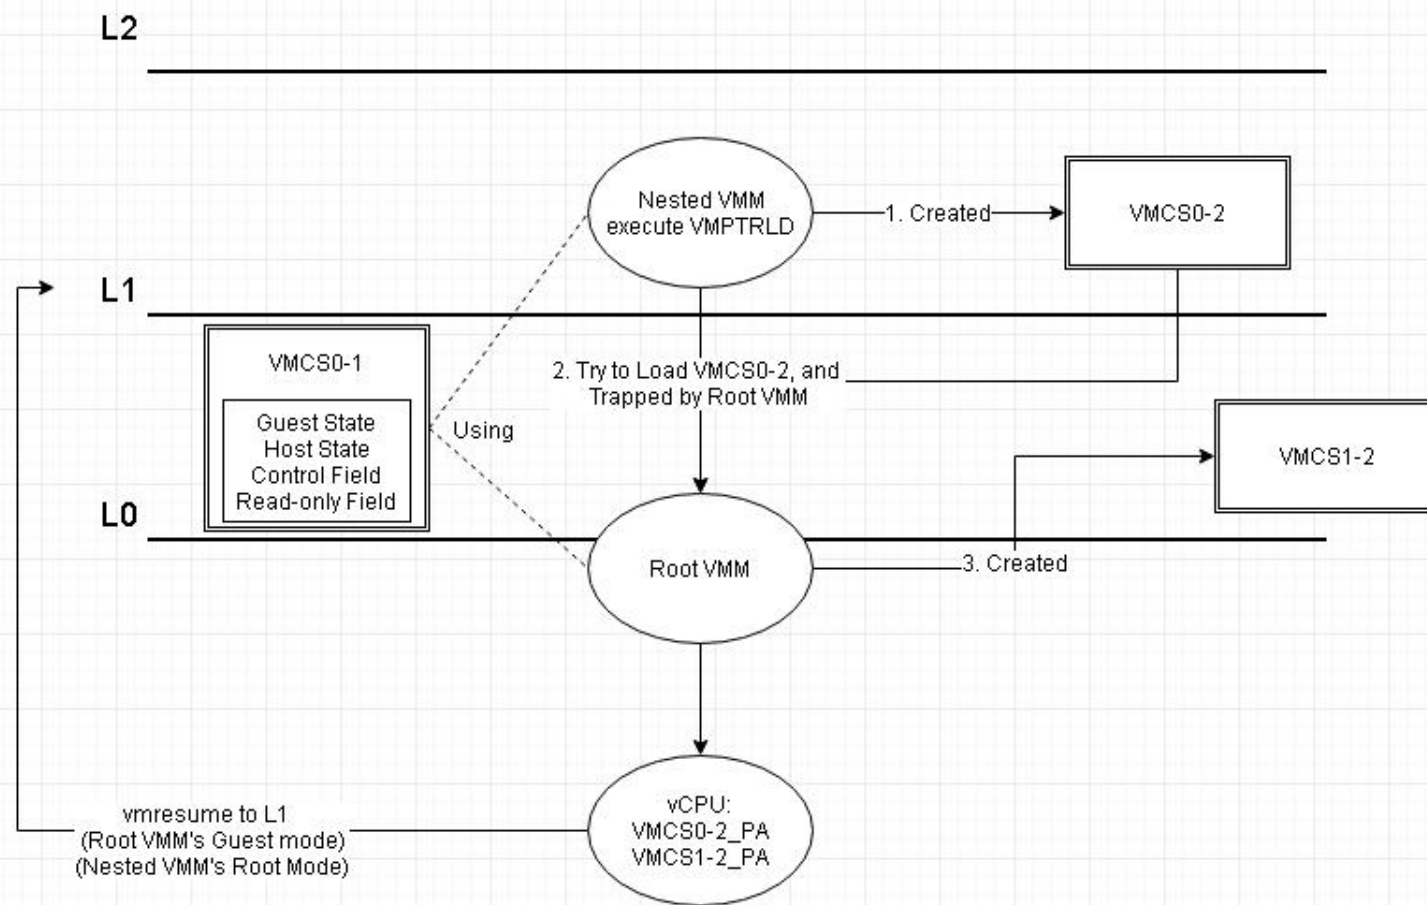 L2
Nested VMM
execute VMPTRLD
1. Created
VMCS0-2
L1
VMCS0-1
Guest State
Host State
Control Field
Read-only Field
Using
2. Try to Load VMCS0-2, and
Trapped by Root VMM
VMCS1-2
L0
Root VMM
3. Created
vmresume to L1
(Root VMM's Guest mode)
(Nested VMM's Root Mode)
vCPU:
VMCS0-2_PA
VMCS1-2_PA